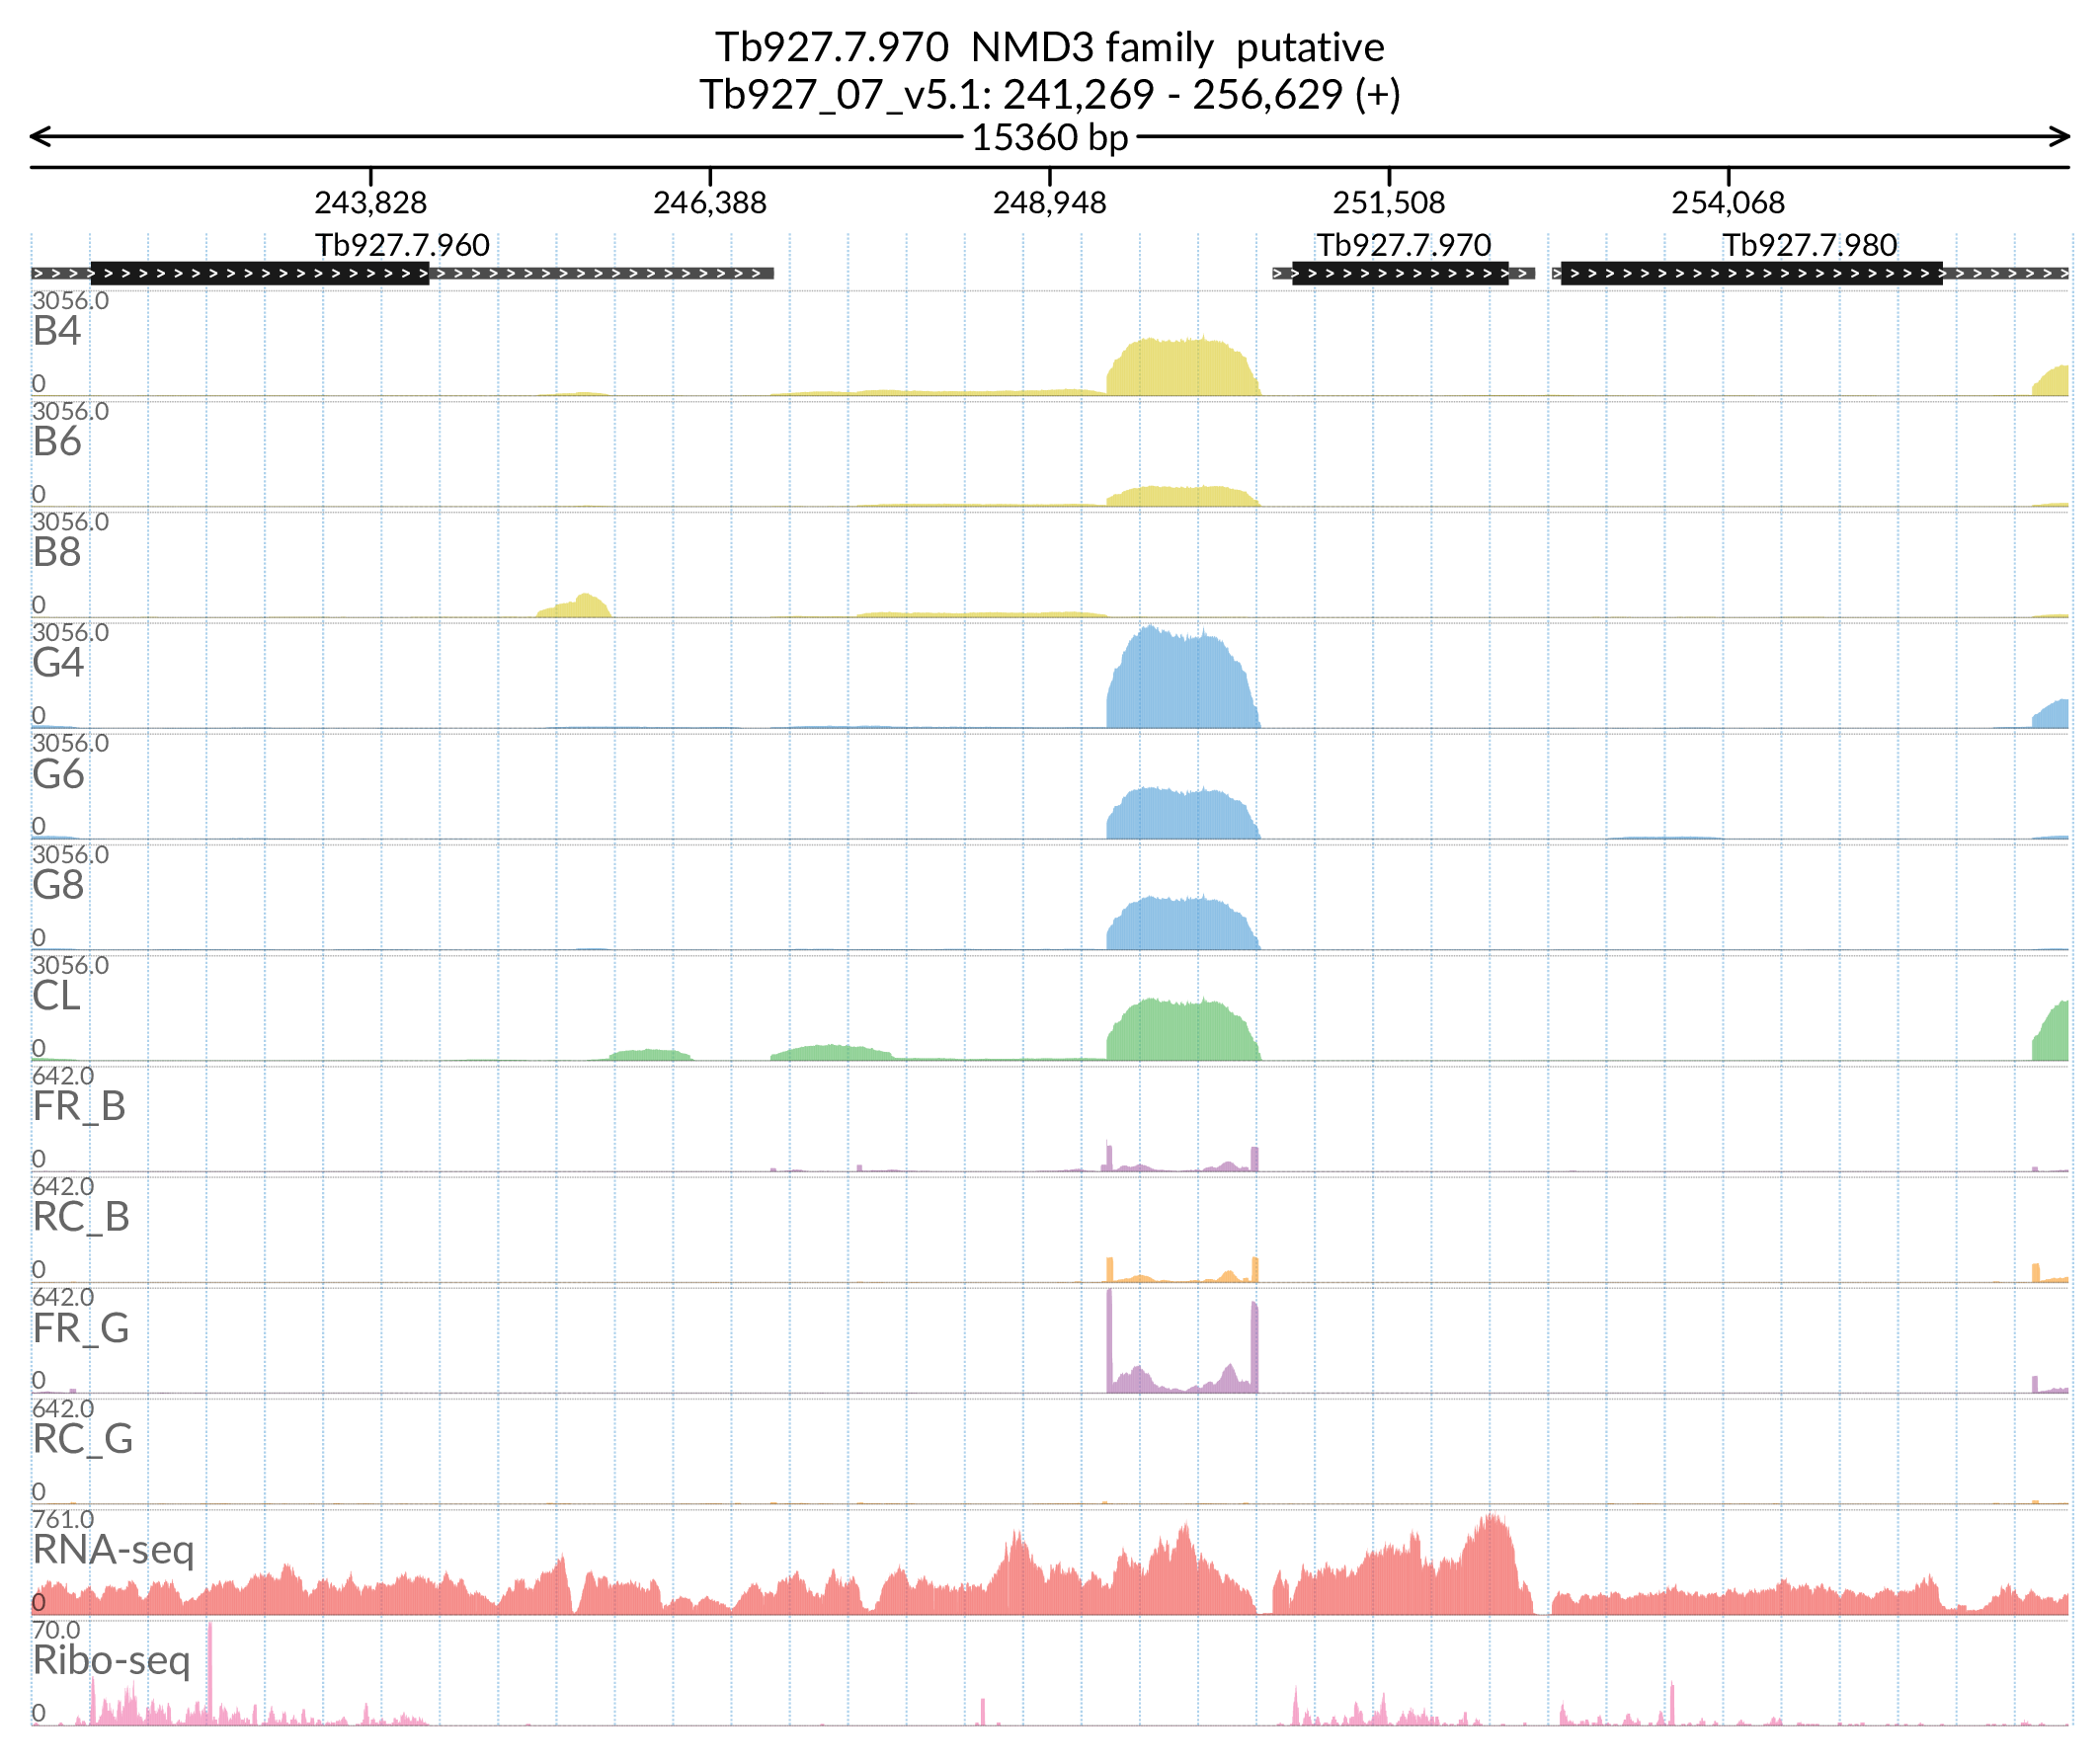 Tb927.7.970 NMD3 family putative
Tb927_07_v5.1: 241,269 - 256,629 (+)
15360 bp
243,828 246,388 248,948 251,508 254,068
Tb927.7.960 Tb927.7.970 Tb927.7.980
3056.0
B4
0
3056.0
B6
0
3056.0
B8
0
3056.0
G4
0
3056.0
G6
0
3056.0
G8
0
3056.0
CL
0
642.0
FR_B
0
642.0
RC_B
0
642.0
FR_G
0
642.0
RC_G
0
761.0
RNA-seq
0
70.0
Ribo-seq
0